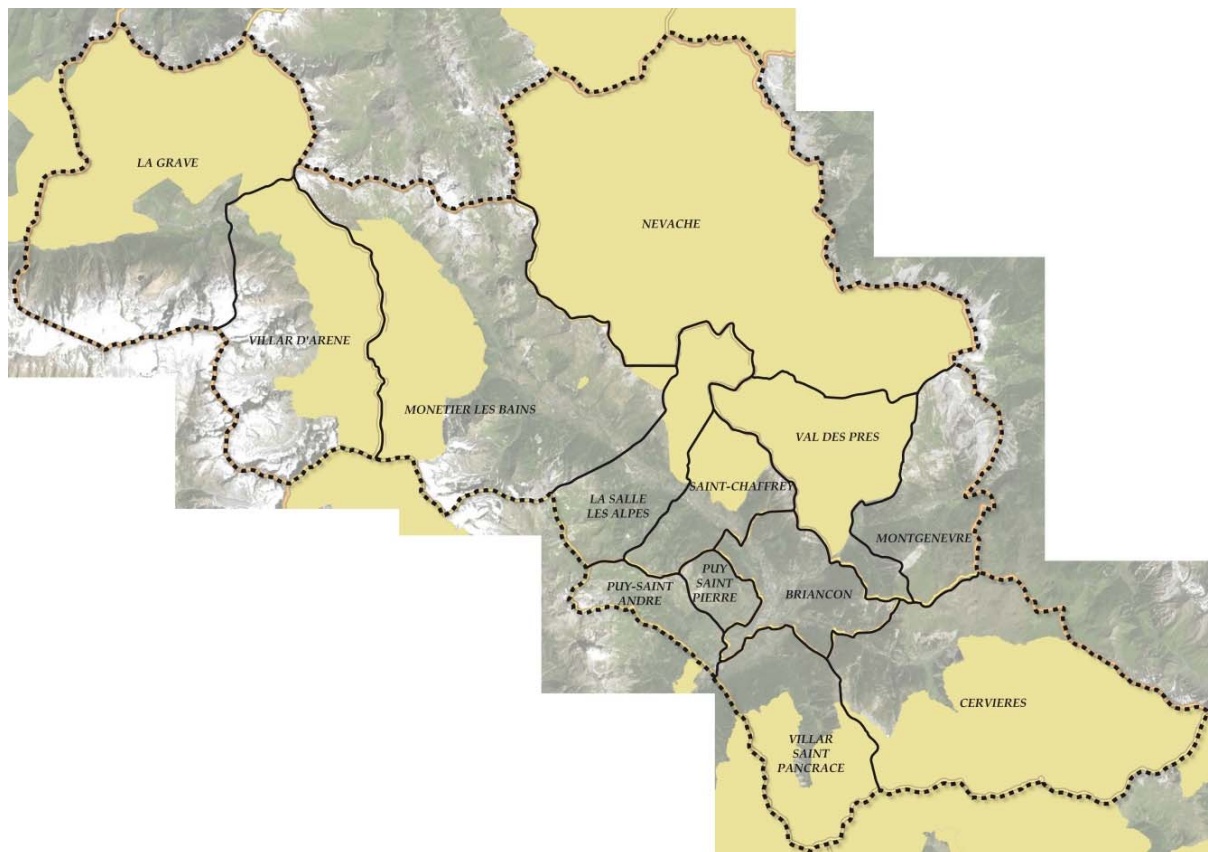 LA GRAVE
NEVACHE
VILLAR D'ARENE
MONETIER LES BAINS
VAL DES PRES
SAINT-CHAFFREY
LA SALLE
LES ALPES
MONTGENEVRE
PUY-SAINT
ANDRE
PUY
SAINT
PIERRE
BRIANCON
CERVIERES
VILLAR
SAINT
PANCRACE